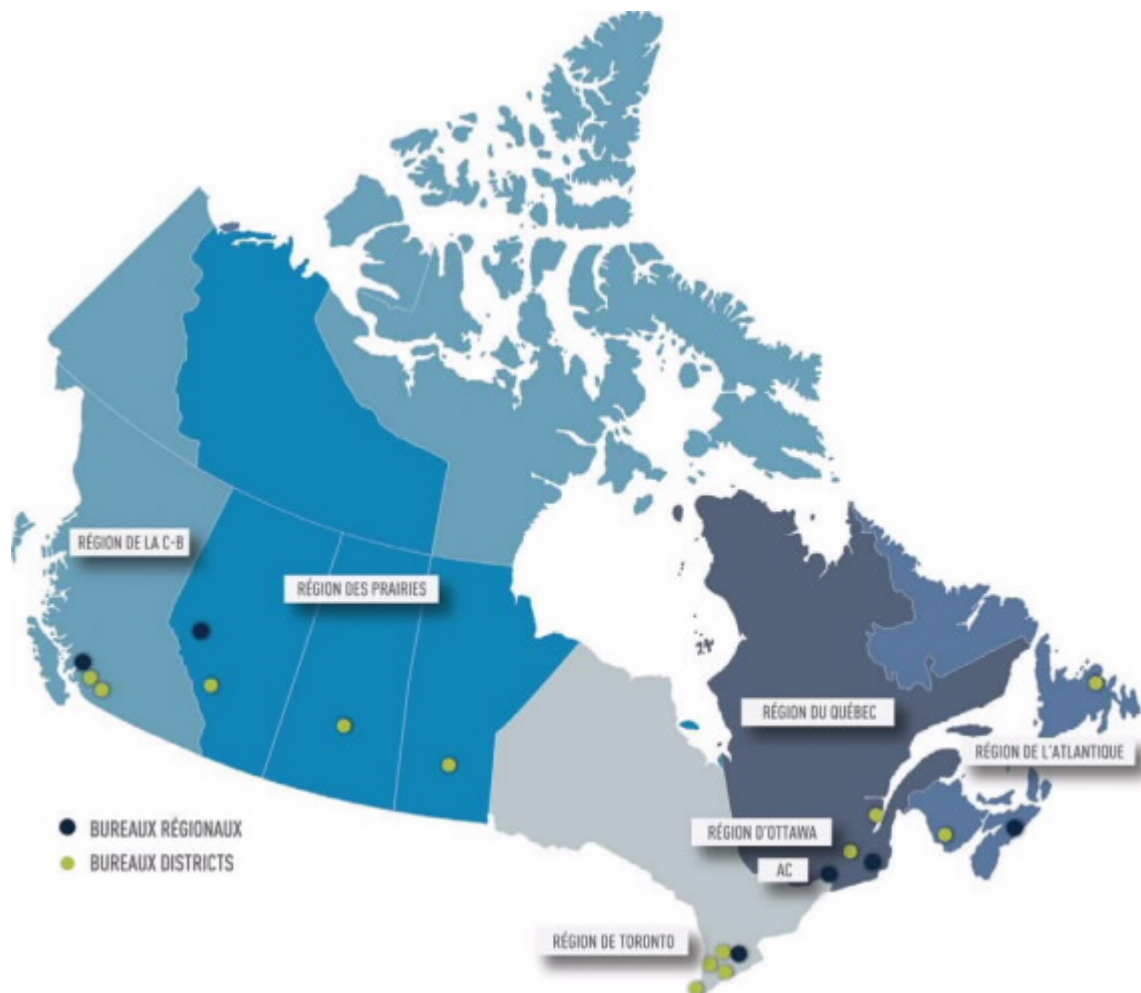 RÉGION DE LA C-B
RÉGION DES PRAIRIES
RÉGION DU QUÉBEC
RÉGION DE L'ATLANTIQUE
BUREAUX RÉGIONAUX
BUREAUX DISTRICTS
RÉGION D'OTTAWA
AC
RÉGION DE TORONTO